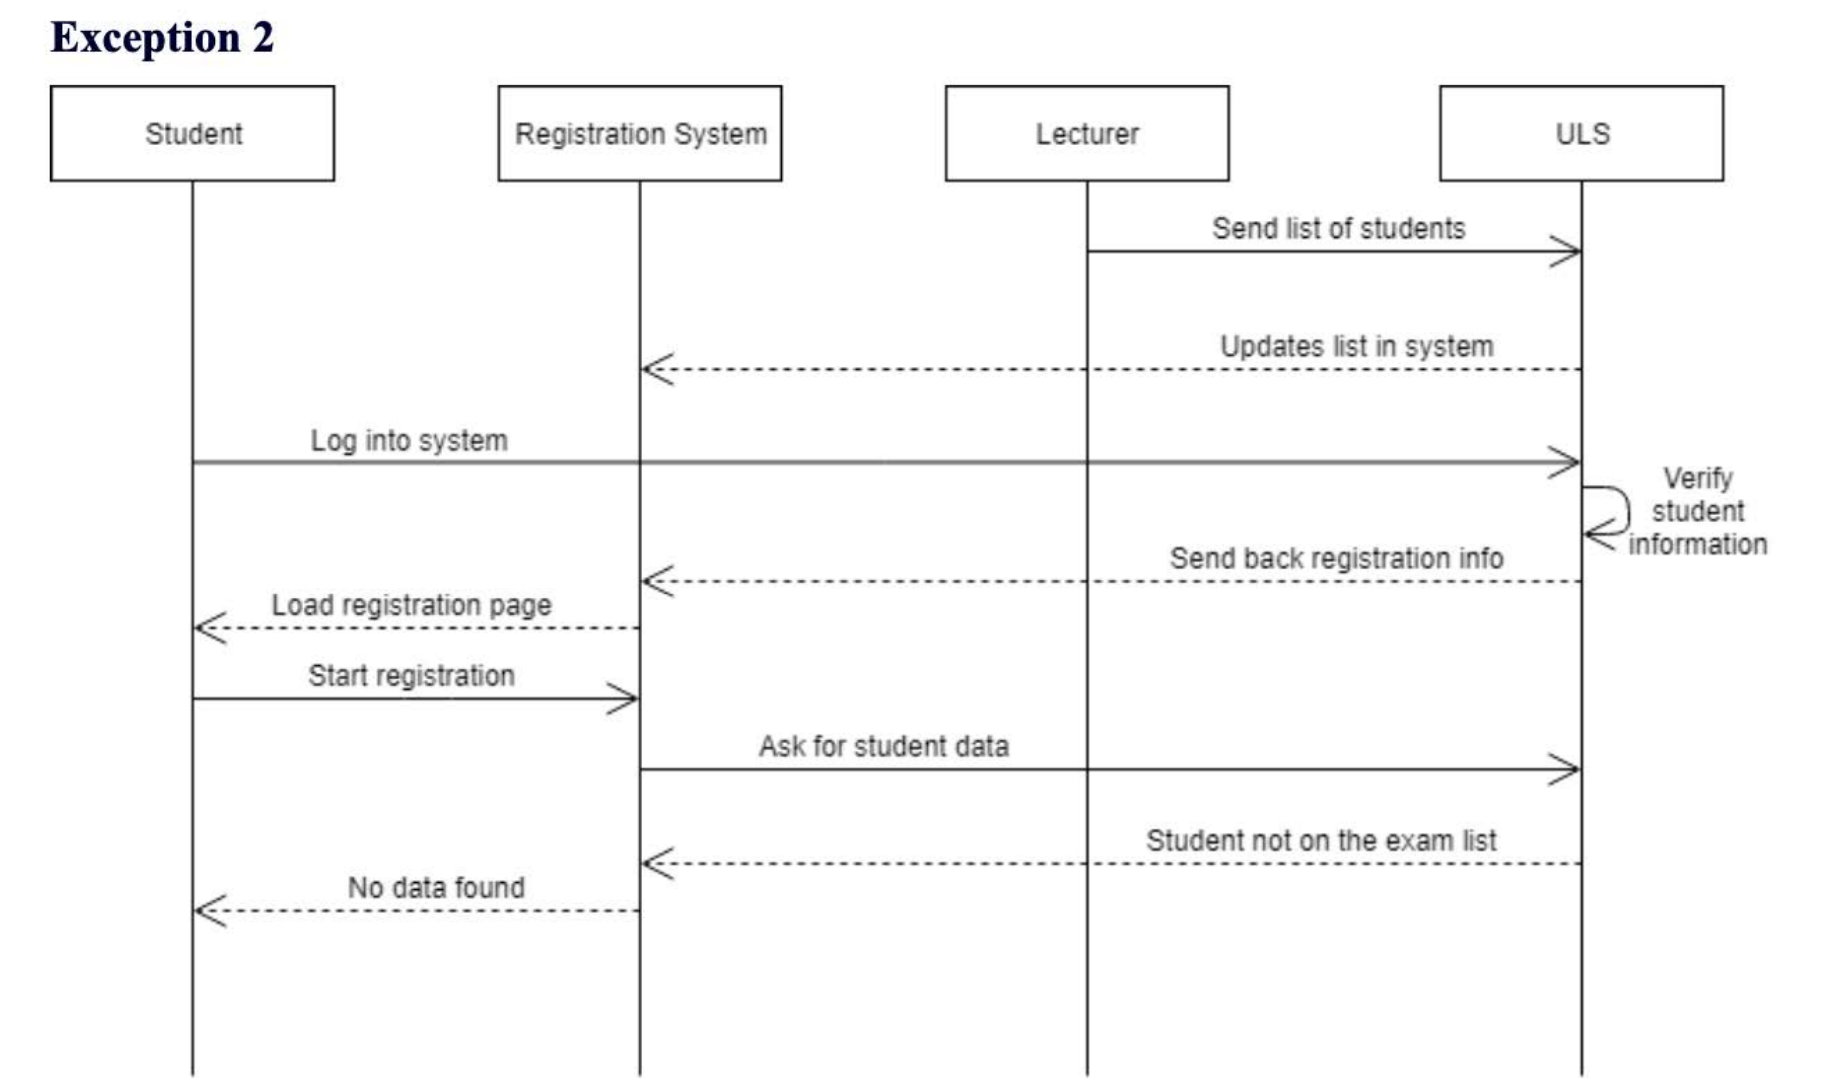 Exception 2
Student
Registration System
Lecturer
ULS
Send list of students
Updates list in system
Log into system
Verify
student
information
Send back registration info
Load registration page
Start registration
Ask for student data
Student not on the exam list
No data found